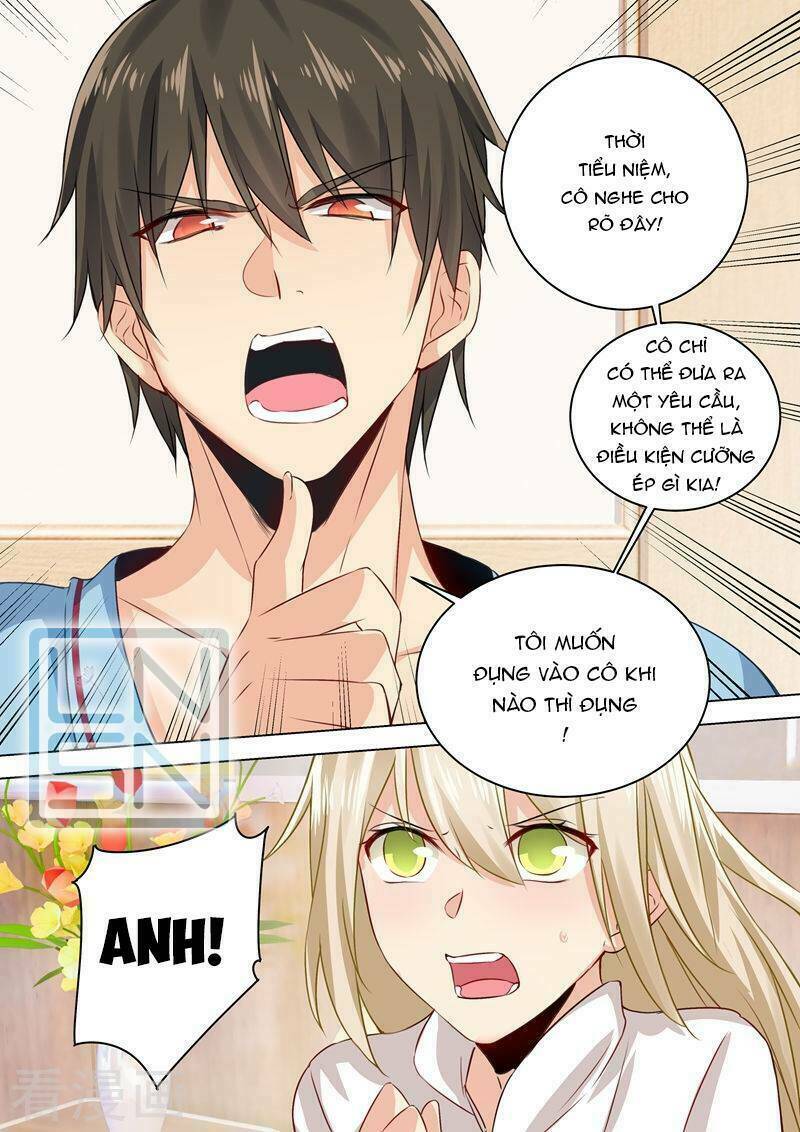 THỜI
TIỂU NIỆM,
CÔ NGHE CHO
RÕ ĐÂY!
CÔ CHỈ
CÓ THỂ ĐƯA RA
MỘT YÊU CẦU,
KHÔNG THỂ LÀ
ĐIỀU KIỆN CƯỠNG
ÉP GÌ KIA!
TÔI MUỐN
ĐỤNG VÀO CÔ KHI
NÀO THÌ ĐỤNG
!
ANH!
看漫画